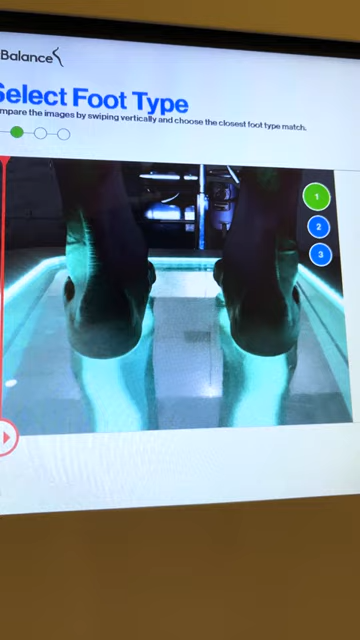 Balance
Select Foot Type
mpare the images by swiping vertically and choose the closest foot type match.
1
2
3